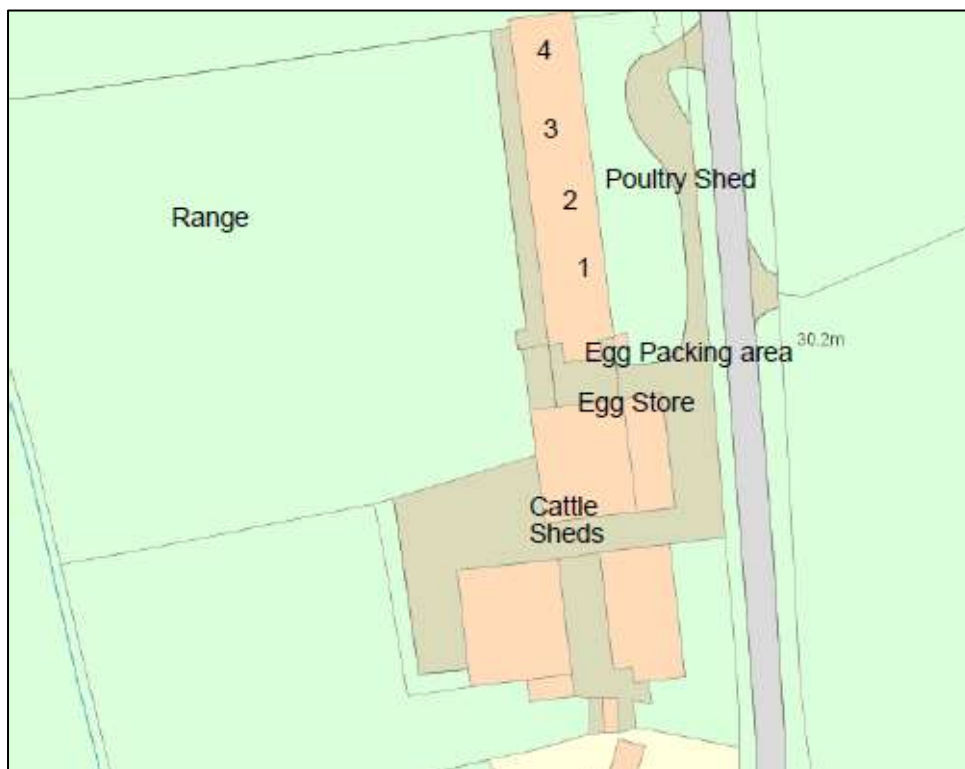 4
3
Poultry Shed
2
Range
1
30.2m
Egg Packing area
Egg Store
Cattle
Sheds